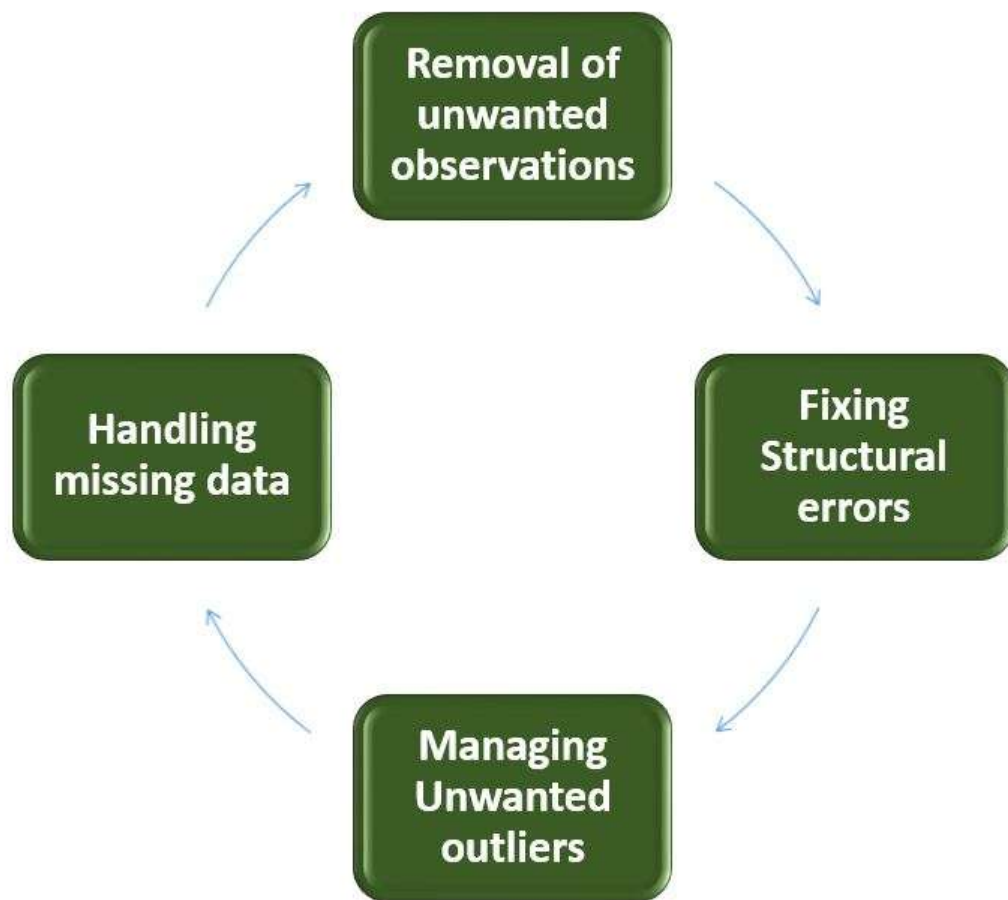 Removal of
unwanted
observations
Fixing
Structural
errors
Managing
Unwanted
outliers
Handling
missing data